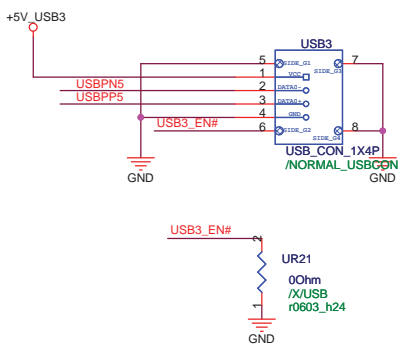 +5V_USB3
USB3
5 SIDE_G1 7
1 VCC SIDE_G3
USBPN5 2 DATA0-
USBPP5 3 DATA0+
4 GND
USB3_EN# 6 SIDE_G2 8
SIDE_G4
USB_CON_1X4P
/NORMAL_USBCON
GND GND
USB3_EN# 2
UR21
0Ohm
/X/USB
1 r0603_h24
GND